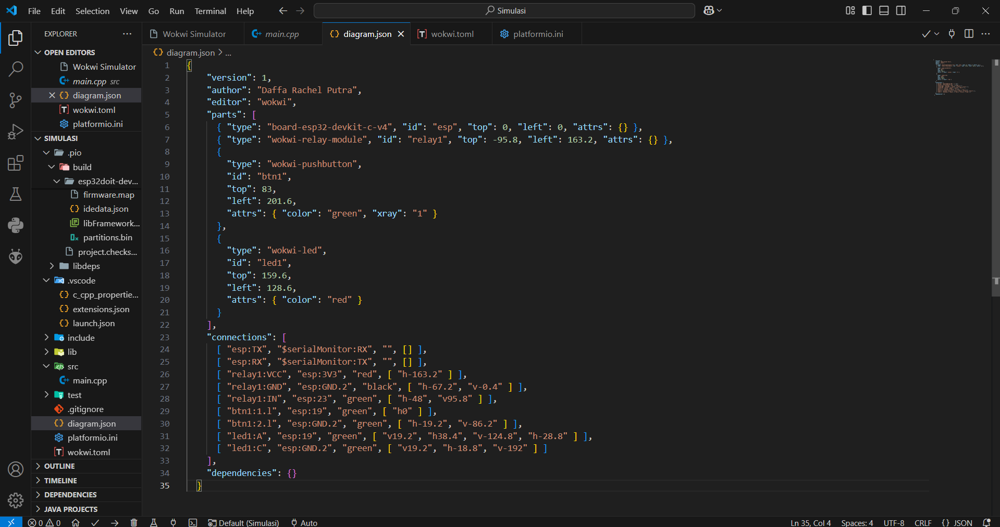 File Edit Selection View Go Run Terminal Help
Simulasi
EXPLORER
OPEN EDITORS
Wokwi Simulator
main.cpp src
diagram.json
wokwi.toml
platformio.ini
SIMULASI
.pio
build
esp32doit-dev...
firmware.map
idedata.json
libFramework...
partitions.bin
project.checks...
libdeps
.vscode
c_cpp_propertie...
extensions.json
launch.json
include
lib
src
main.cpp
test
.gitignore
diagram.json
platformio.ini
wokwi.toml
OUTLINE
TIMELINE
DEPENDENCIES
JAVA PROJECTS
Wokwi Simulator main.cpp diagram.json wokwi.toml platformio.ini
diagram.json > ...
1 {
2 "version": 1,
3 "author": "Daffa Rachel Putra",
4 "editor": "wokwi",
5 "parts": [
6 { "type": "board-esp32-devkit-c-v4", "id": "esp", "top": 0, "left": 0, "attrs": {} },
7 { "type": "wokwi-relay-module", "id": "relay1", "top": -95.8, "left": 163.2, "attrs": {} },
8 {
9 "type": "wokwi-pushbutton",
10 "id": "btn1",
11 "top": 83,
12 "left": 201.6,
13 "attrs": { "color": "green", "xray": "1" }
14 },
15 {
16 "type": "wokwi-led",
17 "id": "led1",
18 "top": 159.6,
19 "left": 128.6,
20 "attrs": { "color": "red" }
21 }
22 ],
23 "connections": [
24 [ "esp:TX", "$serialMonitor:RX", "", [] ],
25 [ "esp:RX", "$serialMonitor:TX", "", [] ],
26 [ "relay1:VCC", "esp:3V3", "red", [ "h-163.2" ] ],
27 [ "relay1:GND", "esp:GND.2", "black", [ "h-67.2", "v-0.4" ] ],
28 [ "relay1:IN", "esp:23", "green", [ "h-48", "v95.8" ] ],
29 [ "btn1:1.l", "esp:19", "green", [ "h0" ] ],
30 [ "btn1:2.l", "esp:GND.2", "green", [ "h-19.2", "v-86.2" ] ],
31 [ "led1:A", "esp:19", "green", [ "v19.2", "h38.4", "v-124.8", "h-28.8" ] ],
32 [ "led1:C", "esp:GND.2", "green", [ "v19.2", "h-18.8", "v-192" ] ]
33 ],
34 "dependencies": {}
35 }
0 0 Default (Simulasi) Auto Ln 35, Col 4 Spaces: 4 UTF-8 CRLF {} JSON